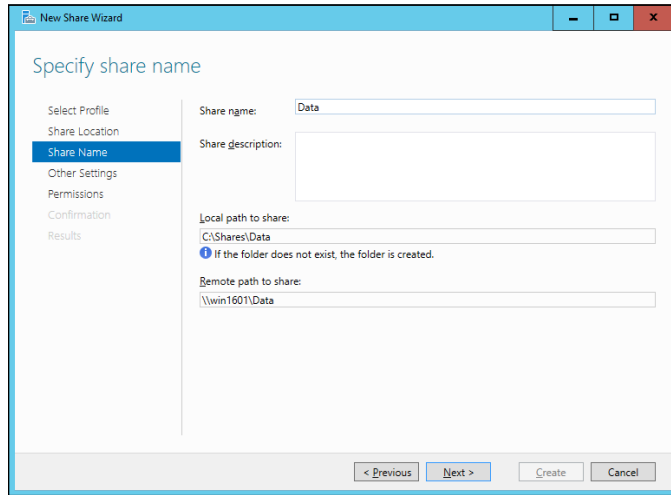 New Share Wizard
Specify share name
Select Profile
Share Location
Share Name
Other Settings
Permissions
Confirmation
Results
Share name:
Data
Share description:
Local path to share:
C:\Shares\Data
If the folder does not exist, the folder is created.
Remote path to share:
\\win1601\Data
< Previous
Next >
Create
Cancel